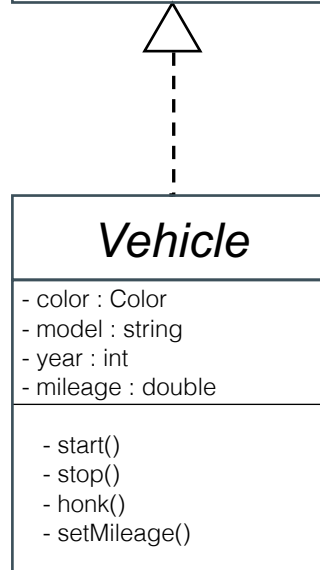 Vehicle
- color : Color
- model : string
- year : int
- mileage : double
- start()
- stop()
- honk()
- setMileage()